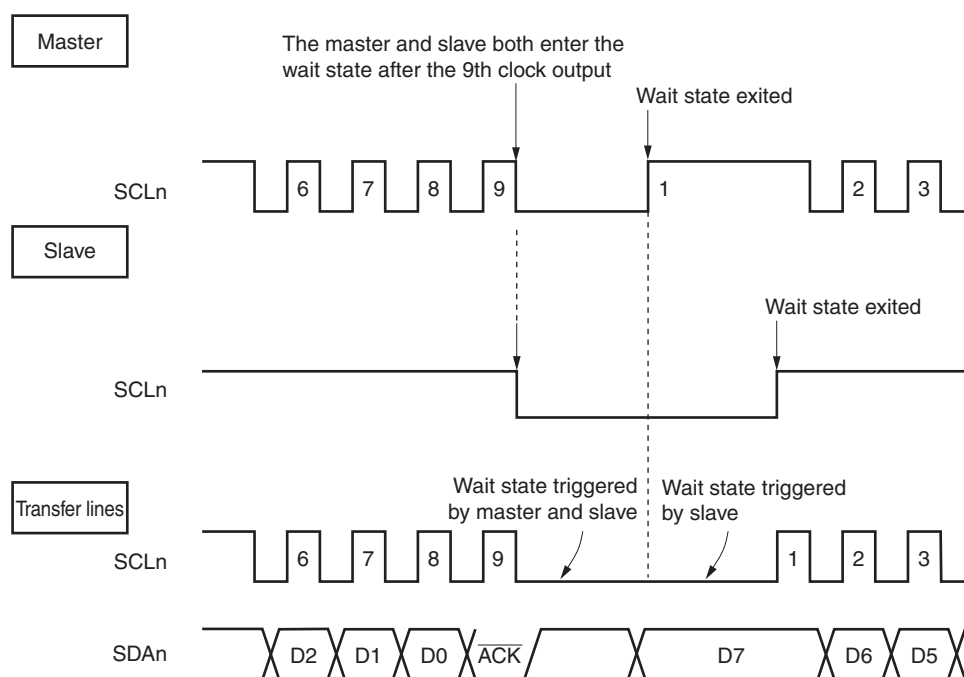 Master
The master and slave both enter the
wait state after the 9th clock output
Wait state exited
SCLn
6 7 8 9 1 2 3
Slave
Wait state exited
SCLn
Transfer lines
Wait state triggered
by master and slave
Wait state triggered
by slave
SCLn
6 7 8 9 1 2 3
SDAn
D2 D1 D0 A̅C̅K̅ D7 D6 D5